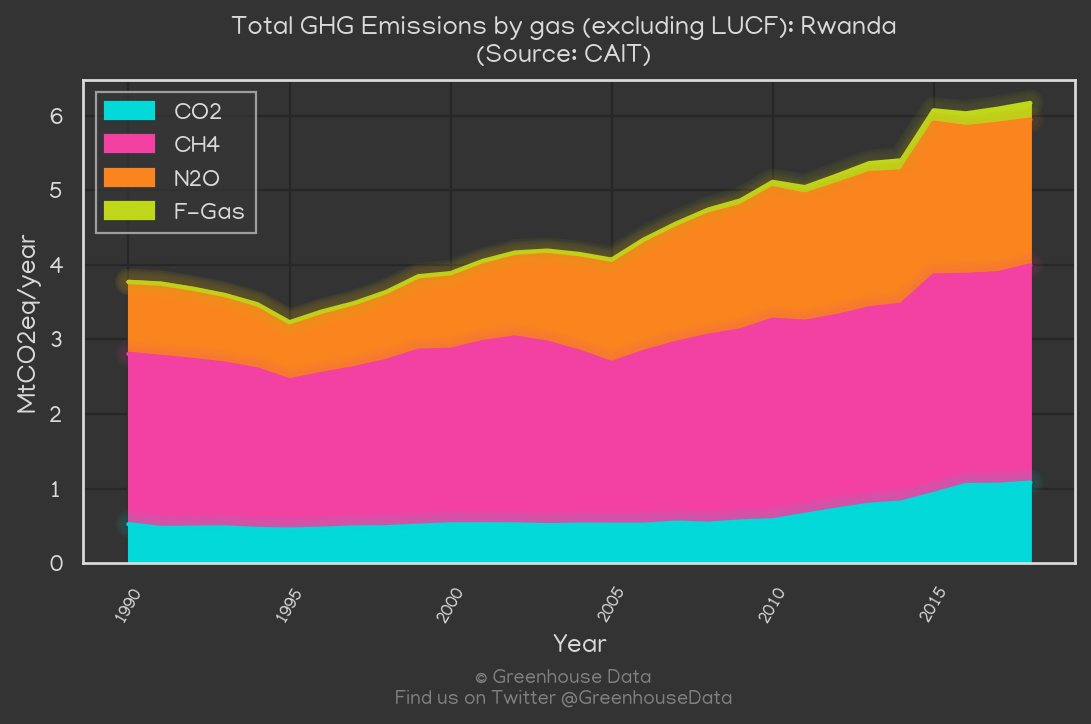 Total GHG Emissions by gas (excluding LUCF): Rwanda
(Source: CAIT)
CO2
CH4
N2O
F-Gas
MtCO2eq/year
6
5
4
3
2
1
0
1990
1995
2000
2005
2010
2015
Year
© Greenhouse Data
Find us on Twitter @GreenhouseData